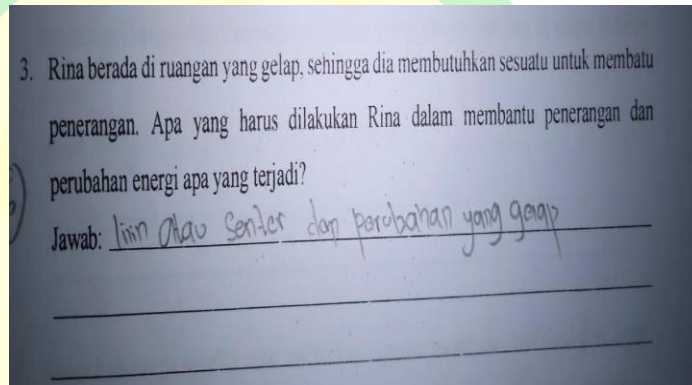 3. Rina berada di ruangan yang gelap, sehingga dia membutuhkan sesuatu untuk membatu
penerangan. Apa yang harus dilakukan Rina dalam membantu penerangan dan
perubahan energi apa yang terjadi?
Jawab: lilin atau senter dan perubahan yang gelap